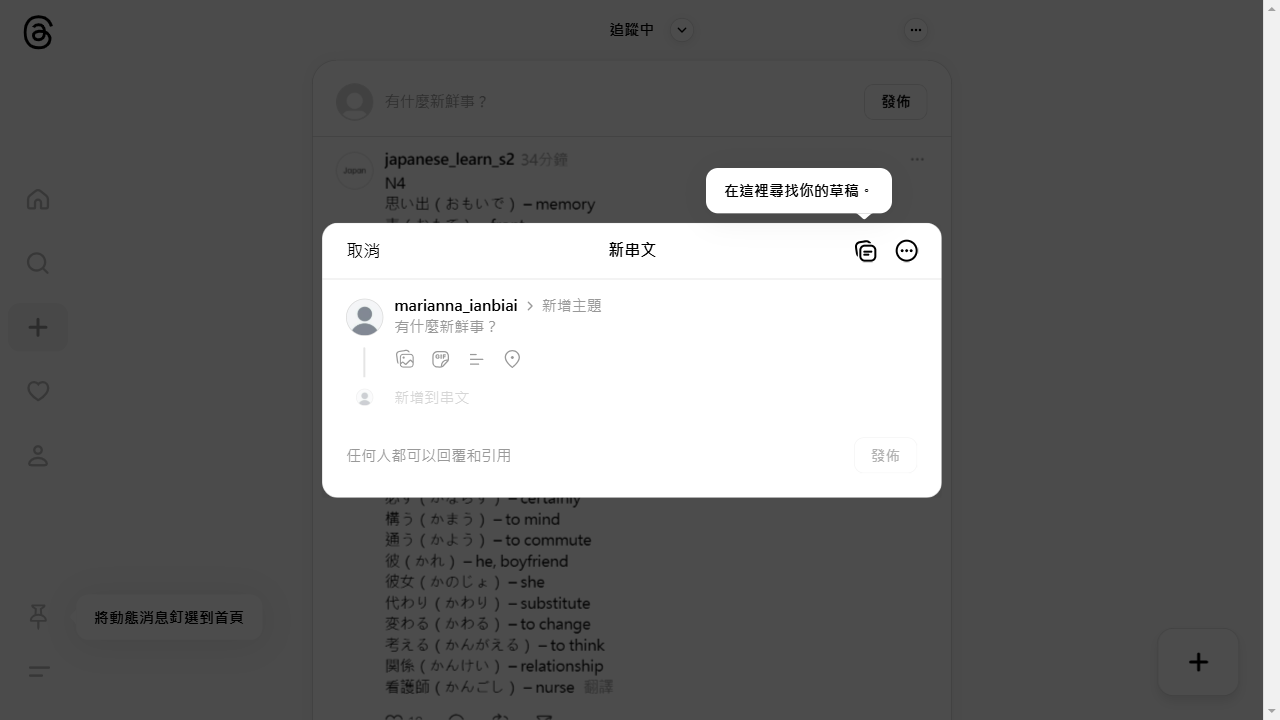 追蹤中
有什麼新鮮事？
發佈
Japan
japanese_learn_s2 34分鐘
N4
思い出（おもいで）– memory
在這裡尋找你的草稿。
取消
新串文
marianna_ianbiai
新增主題
有什麼新鮮事？
GIF
新增到串文
任何人都可以回覆和引用
發佈
必ず（かならず）– certainly
構う（かまう）– to mind
通う（かよう）– to commute
彼（かれ）– he, boyfriend
彼女（かのじょ）– she
代わり（かわり）– substitute
変わる（かわる）– to change
考える（かんがえる）– to think
関係（かんけい）– relationship
看護師（かんごし）– nurse 翻譯
將動態消息釘選到首頁